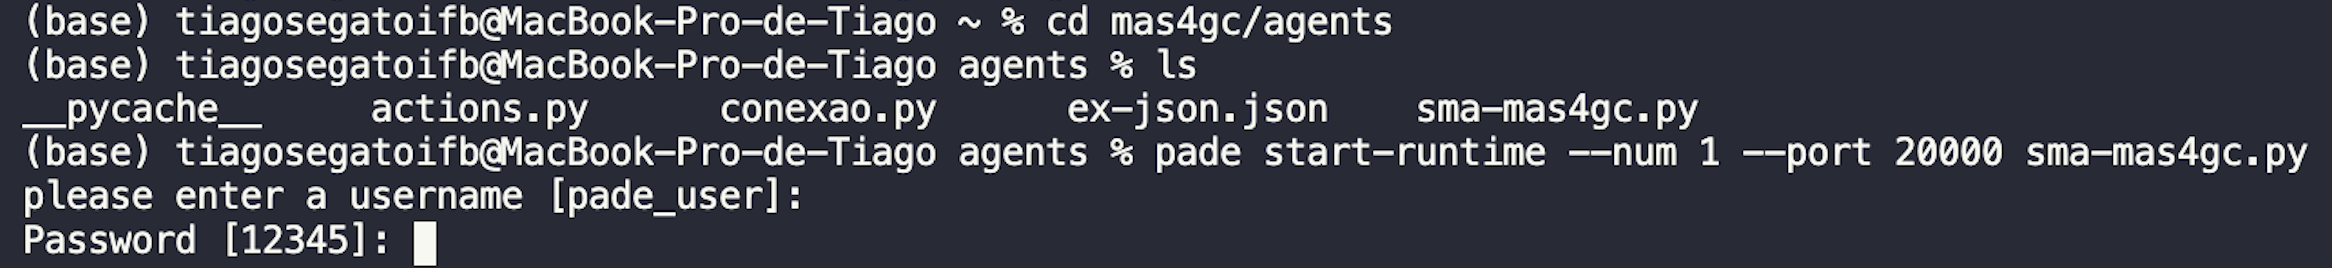 (base) tiagosegatoifb@MacBook-Pro-de-Tiago ~ % cd mas4gc/agents
(base) tiagosegatoifb@MacBook-Pro-de-Tiago agents % ls
__pycache__ actions.py conexao.py ex-json.json sma-mas4gc.py
(base) tiagosegatoifb@MacBook-Pro-de-Tiago agents % pade start-runtime --num 1 --port 20000 sma-mas4gc.py
please enter a username [pade_user]:
Password [12345]: